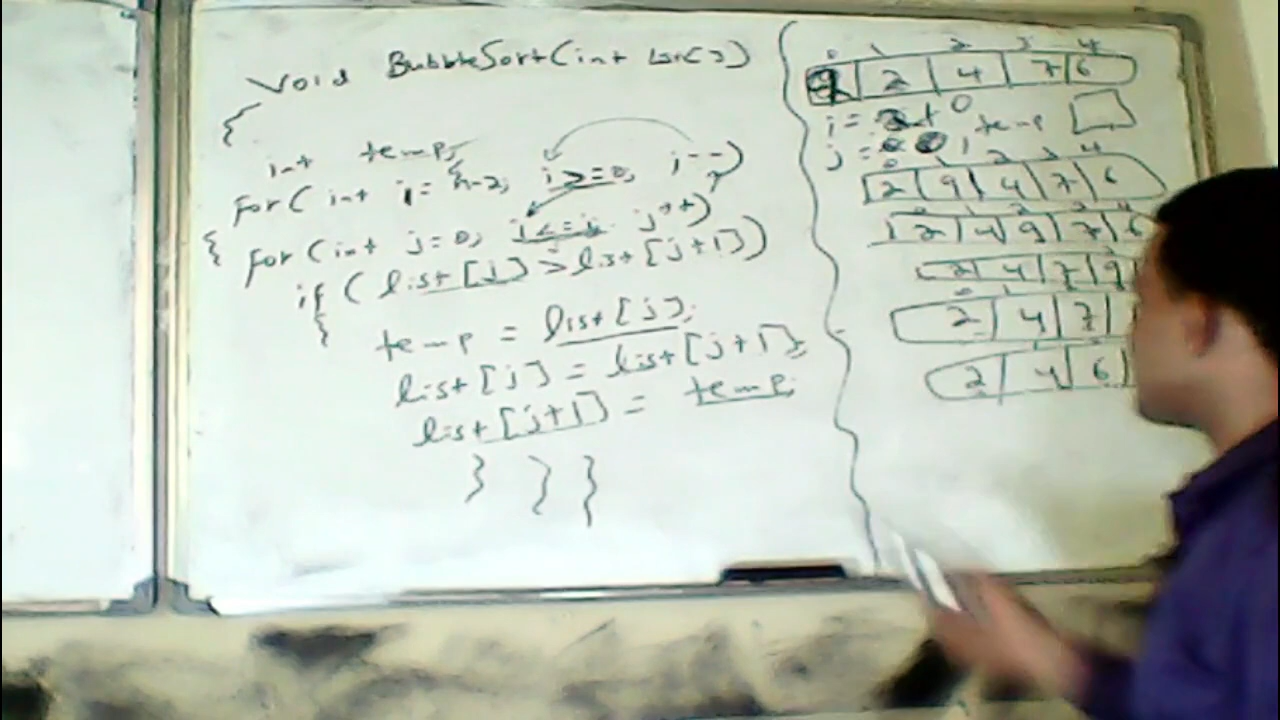 Void BubbleSort(int list[])
{
int temp;
for( int i= n-2; i>=0; i--)
{ for(int j=0; j<=i; j++)
if ( list[j] > list[j+1])
{
temp = list[j];
list[j] = list[j+1];
list[j+1] = temp;
} } }
0 1 2 3 4
2 4 7 6
i = 0
temp
j = 1
0 1 2 3 4
2 9 4 7 6
2 4 9 7 6
2 4 7 9
2 4 7
2 4 6